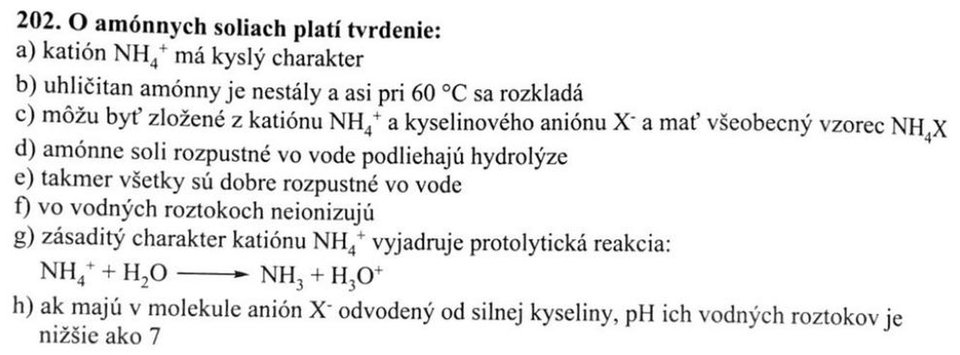 202. O amónnych soliach platí tvrdenie:
a) katión NH₄⁺ má kyslý charakter
b) uhličitan amónny je nestály a asi pri 60 °C sa rozkladá
c) môžu byť zložené z katiónu NH₄⁺ a kyselinového aniónu X⁻ a mať všeobecný vzorec NH₄X
d) amónne soli rozpustné vo vode podliehajú hydrolýze
e) takmer všetky sú dobre rozpustné vo vode
f) vo vodných roztokoch neionizujú
g) zásaditý charakter katiónu NH₄⁺ vyjadruje protolytická reakcia:
NH₄⁺ + H₂O ⟶ NH₃ + H₃O⁺
h) ak majú v molekule anión X⁻ odvodený od silnej kyseliny, pH ich vodných roztokov je
nižšie ako 7